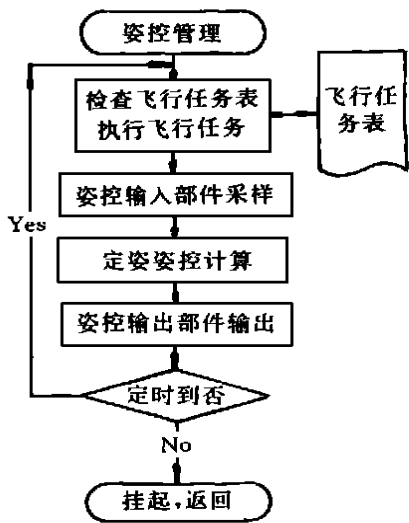 姿控管理
检查飞行任务表
执行飞行任务
飞行任
务表
姿控输入部件采样
Yes
定姿姿控计算
姿控输出部件输出
定时到否
No
挂起,返回